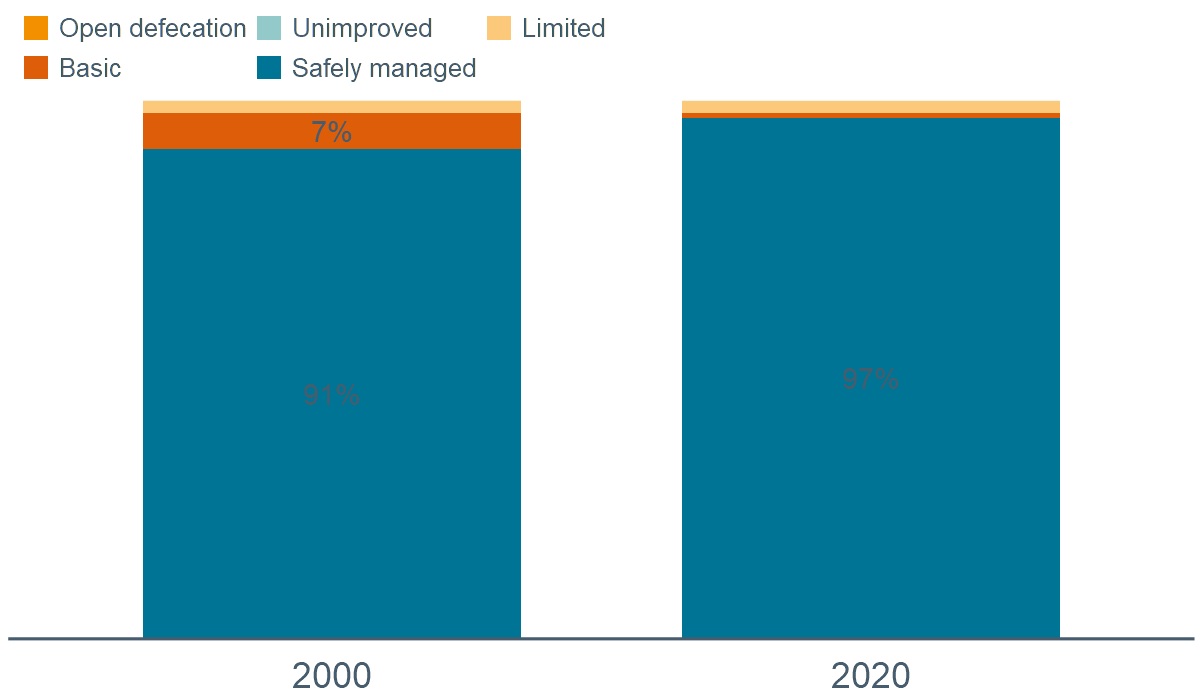 Open defecation Unimproved Limited
Basic Safely managed
7%
91%
97%
2000 2020